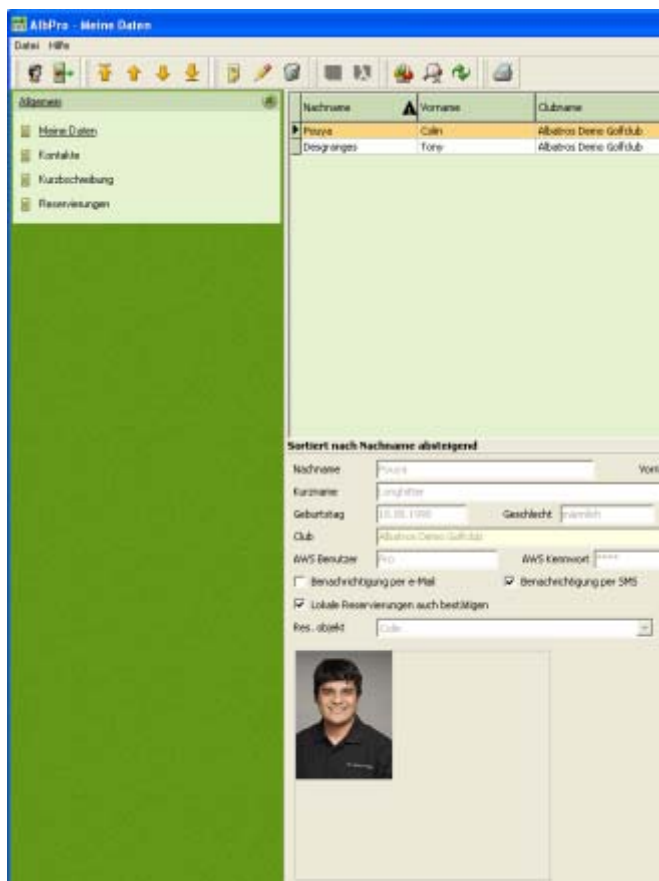 AlbPro - Meine Daten
Datei Hilfe
Allgemein
Meine Daten
Kontakte
Kurzbschreibung
Reservierungen
Nachname Vorname Clubname
Pouya Colin Albatros Demo Golfclub
Desgranges Tony Albatros Demo Golfclub
Sortiert nach Nachname absteigend
Nachname Pouya
Kurzname Longhitter
Geburtstag Geschlecht männlich
Club Albatros Demo Golfclub
AWS Benutzer Pro AWS Kennwort ****
Benachrichtigung per e-Mail Benachrichtigung per SMS
Lokale Reservierungen auch bestätigen
Res. objekt